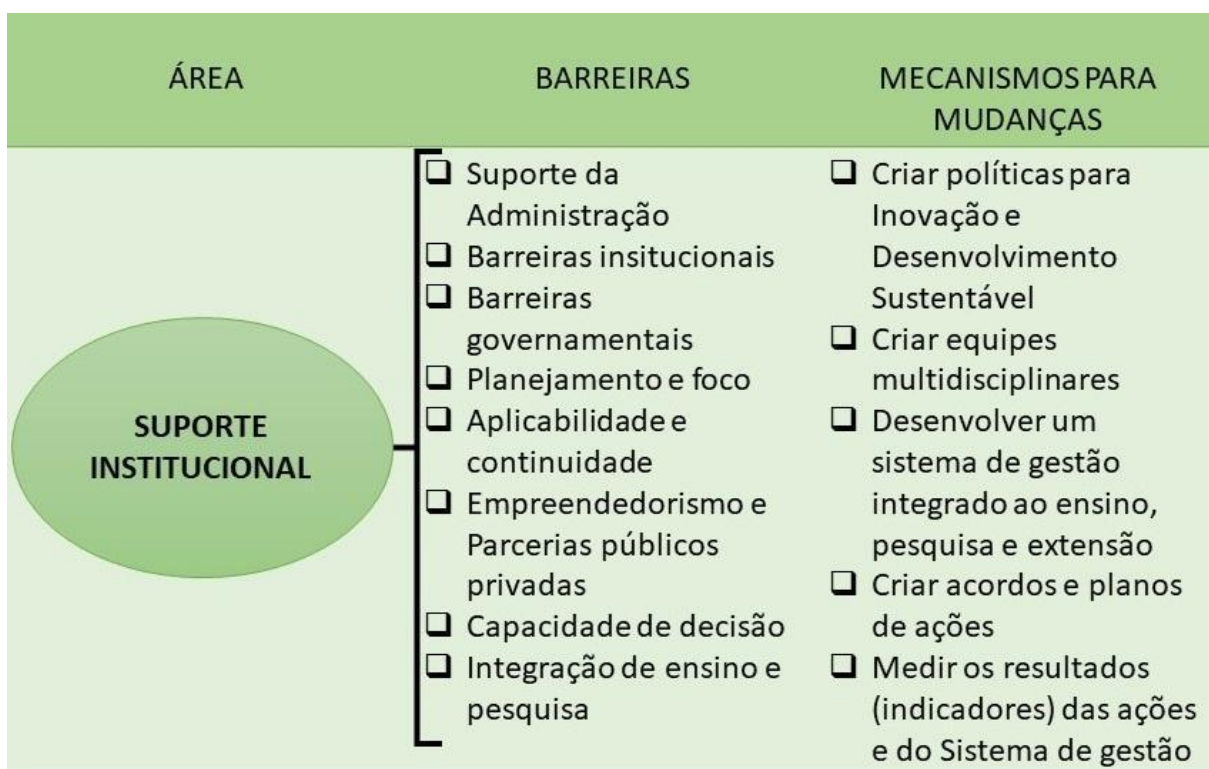 ÁREA
BARREIRAS
MECANISMOS PARA
MUDANÇAS
SUPORTE
INSTITUCIONAL
❑ Suporte da
Administração
❑ Barreiras insitucionais
❑ Barreiras
governamentais
❑ Planejamento e foco
❑ Aplicabilidade e
continuidade
❑ Empreendedorismo e
Parcerias públicos
privadas
❑ Capacidade de decisão
❑ Integração de ensino e
pesquisa
❑ Criar políticas para
Inovação e
Desenvolvimento
Sustentável
❑ Criar equipes
multidisciplinares
❑ Desenvolver um
sistema de gestão
integrado ao ensino,
pesquisa e extensão
❑ Criar acordos e planos
de ações
❑ Medir os resultados
(indicadores) das ações
e do Sistema de gestão